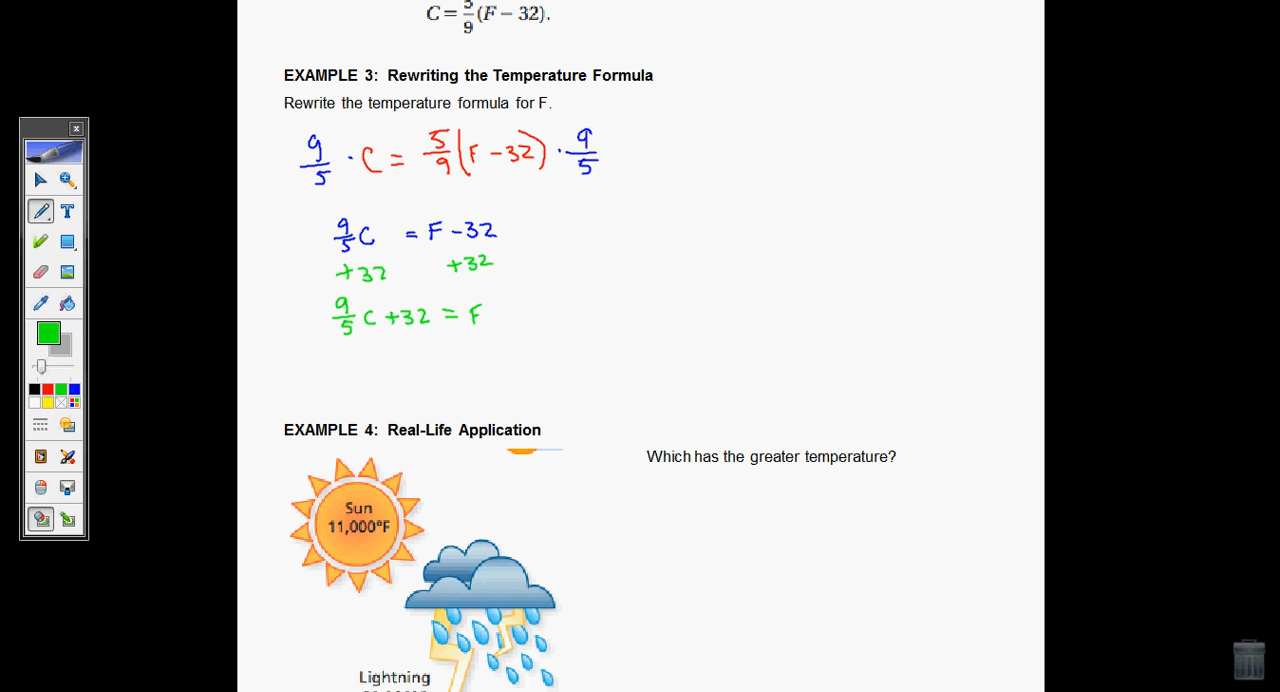 C = 5/9 (F − 32).
EXAMPLE 3: Rewriting the Temperature Formula
Rewrite the temperature formula for F.
9/5 · C = 5/9 (F − 32) · 9/5
9/5 C = F − 32
+32 +32
9/5 C + 32 = F
EXAMPLE 4: Real-Life Application
Which has the greater temperature?
Sun
11,000°F
Lightning